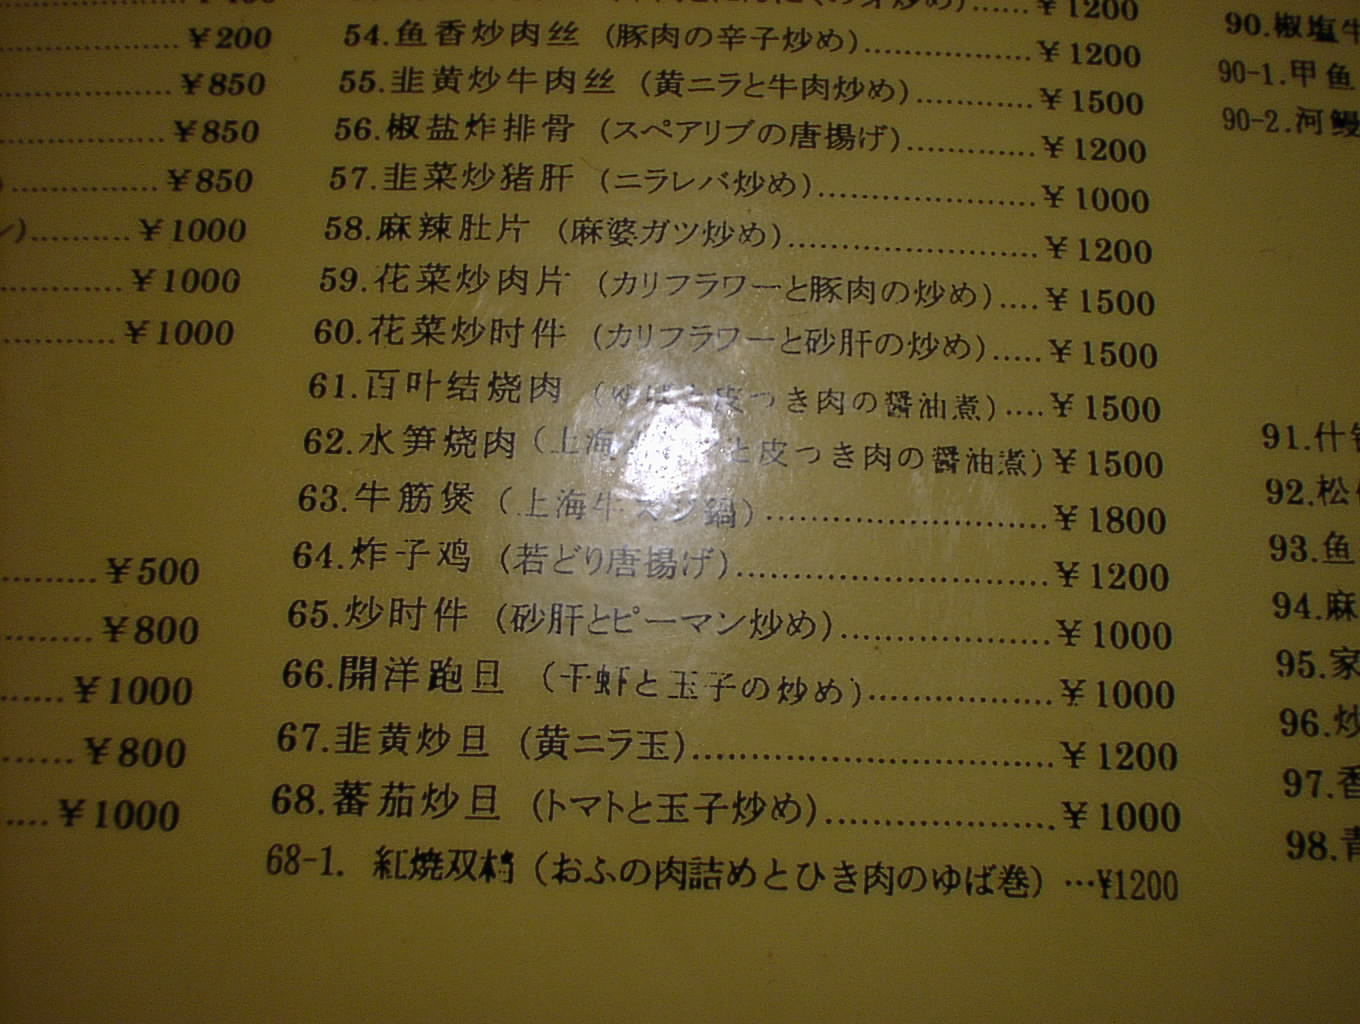 ¥200
¥850
¥850
¥850
¥1000
¥1000
¥1000
¥500
¥800
¥1000
¥800
¥1000
¥1200
54.鱼香炒肉丝 (豚肉の辛子炒め)……………¥1200
55.韭黄炒牛肉丝 (黄ニラと牛肉炒め)…………¥1500
56.椒盐炸排骨 (スペアリブの唐揚げ)…………¥1200
57.韭菜炒猪肝 (ニラレバ炒め)…………………¥1000
58.麻辣肚片 (麻婆ガツ炒め)……………………¥1200
59.花菜炒肉片 (カリフラワーと豚肉の炒め)….¥1500
60.花菜炒时件 (カリフラワーと砂肝の炒め)…..¥1500
61.百叶结烧肉 皮つき肉の醤油煮)….¥1500
62.水笋烧肉 (上海 と皮つき肉の醤油煮)¥1500
63.牛筋煲 (上海牛スジ鍋)………………………¥1800
64.炸子鸡 (若どり唐揚げ)………………………¥1200
65.炒时件 (砂肝とピーマン炒め)………………¥1000
66.開洋跑旦 (干虾と玉子の炒め)………………¥1000
67.韭黄炒旦 (黄ニラ玉)…………………………¥1200
68.蕃茄炒旦 (トマトと玉子炒め)………………¥1000
68-1. 紅焼双档 (おふの肉詰めとひき肉のゆば巻) …¥1200
90.椒塩牛
90-1.甲鱼
90-2.河鳗
91.什
92.松
93.鱼
94.麻
95.家
96.炒
97.香
98.青